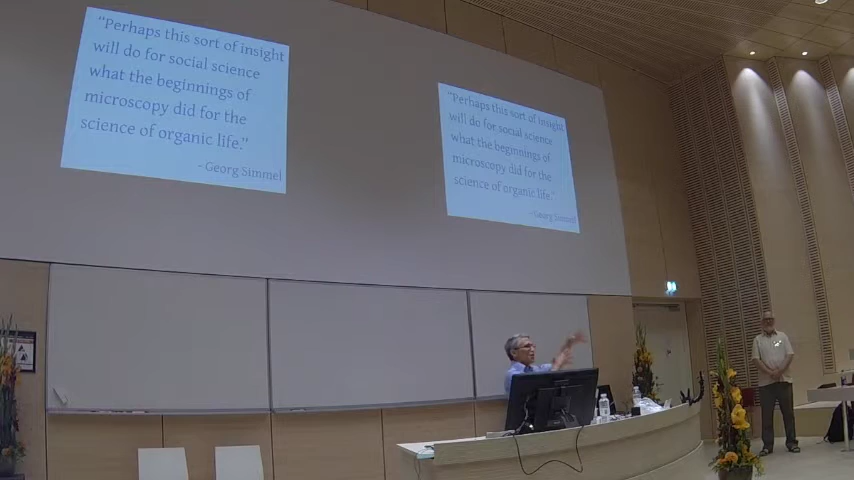 “Perhaps this sort of insight
will do for social science
what the beginnings of
microscopy did for the
science of organic life.”
- Georg Simmel
“Perhaps this sort of insight
will do for social science
what the beginnings of
microscopy did for the
science of organic life.”
- Georg Simmel